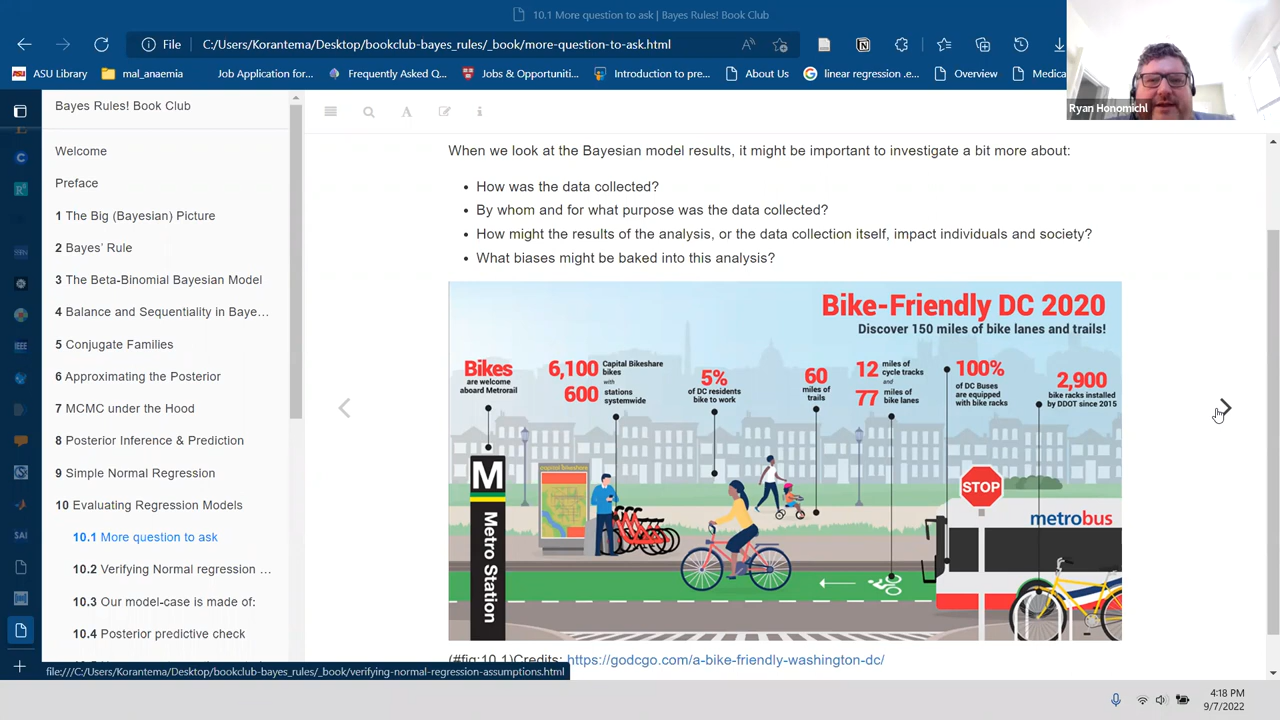 10.1 More question to ask | Bayes Rules! Book Club
File
C:/Users/Korantema/Desktop/bookclub-bayes_rules/_book/more-question-to-ask.html
ASU Library
mal_anaemia
Job Application for...
Frequently Asked Q...
Jobs & Opportuniti...
Introduction to pre...
About Us
linear regression .e...
Overview
Medica
Ryan Honomichl
Bayes Rules! Book Club
Welcome
Preface
1 The Big (Bayesian) Picture
2 Bayes' Rule
3 The Beta-Binomial Bayesian Model
4 Balance and Sequentiality in Baye...
5 Conjugate Families
6 Approximating the Posterior
7 MCMC under the Hood
8 Posterior Inference & Prediction
9 Simple Normal Regression
10 Evaluating Regression Models
10.1 More question to ask
10.2 Verifying Normal regression ...
10.3 Our model-case is made of:
10.4 Posterior predictive check
When we look at the Bayesian model results, it might be important to investigate a bit more about:
• How was the data collected?
• By whom and for what purpose was the data collected?
• How might the results of the analysis, or the data collection itself, impact individuals and society?
• What biases might be baked into this analysis?
Bike-Friendly DC 2020
Discover 150 miles of bike lanes and trails!
Bikes
are welcome
aboard Metrorail
6,100 Capital Bikeshare
bikes
with
600 stations
systemwide
5%
of DC residents
bike to work
60
miles of
trails
12 miles of
cycle tracks
and
77 miles of
bike lanes
100%
of DC Buses
are equipped
with bike racks
2,900
bike racks installed
by DDOT since 2015
M
Metro Station
capital bikeshare
STOP
metrobus
(#fig:10.1)Credits: https://godcgo.com/a-bike-friendly-washington-dc/
file:///C:/Users/Korantema/Desktop/bookclub-bayes_rules/_book/verifying-normal-regression-assumptions.html
4:18 PM
9/7/2022